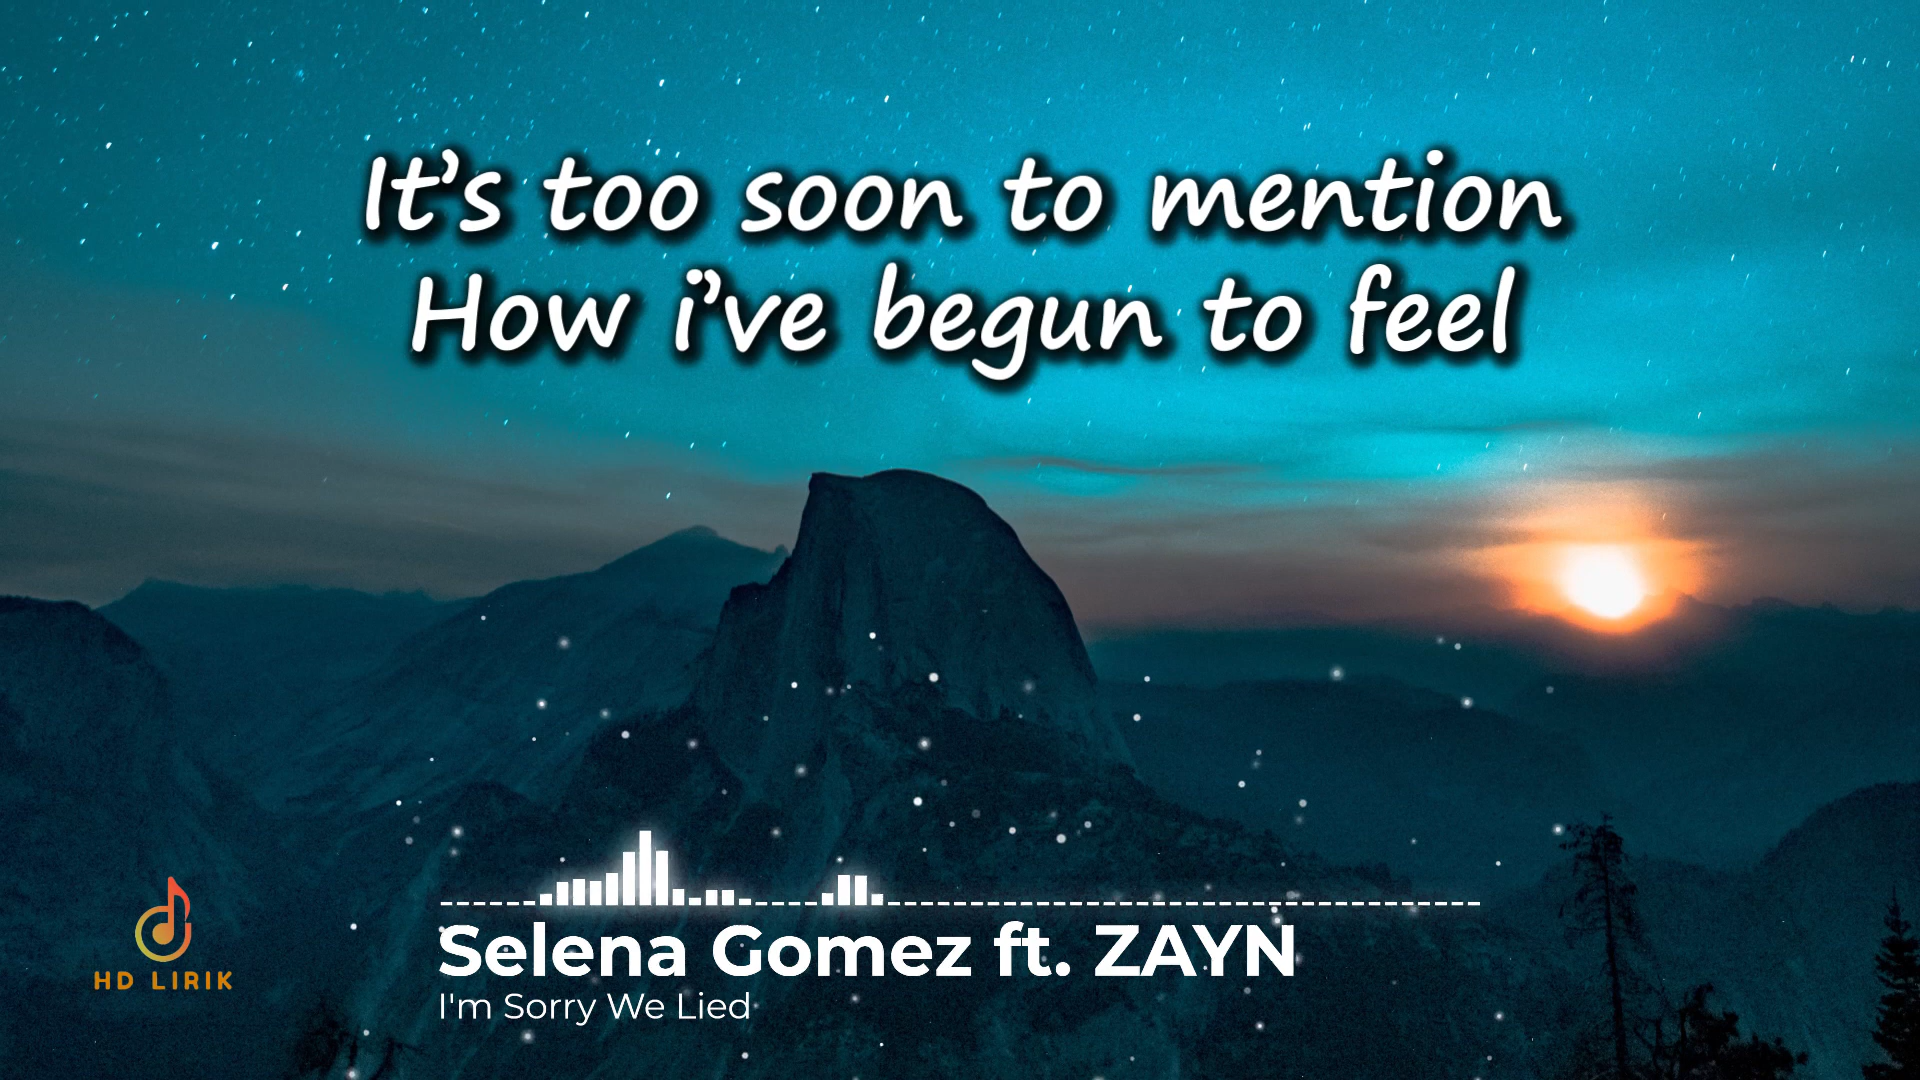 It's too soon to mention
How i've begun to feel
Selena Gomez ft. ZAYN
I'm Sorry We Lied
HD LIRIK